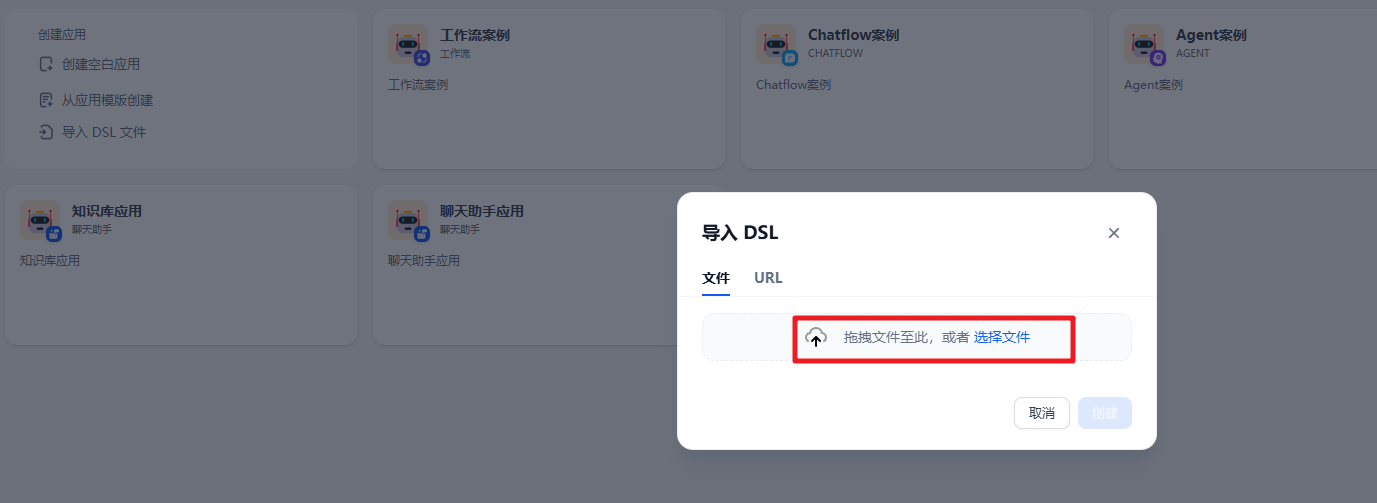 创建应用
创建空白应用
从应用模版创建
导入 DSL 文件
工作流案例
工作流
工作流案例
Chatflow案例
CHATFLOW
Chatflow案例
Agent案例
AGENT
Agent案例
知识库应用
聊天助手
知识库应用
聊天助手应用
聊天助手
聊天助手应用
导入 DSL
文件 URL
拖拽文件至此，或者 选择文件
取消 创建